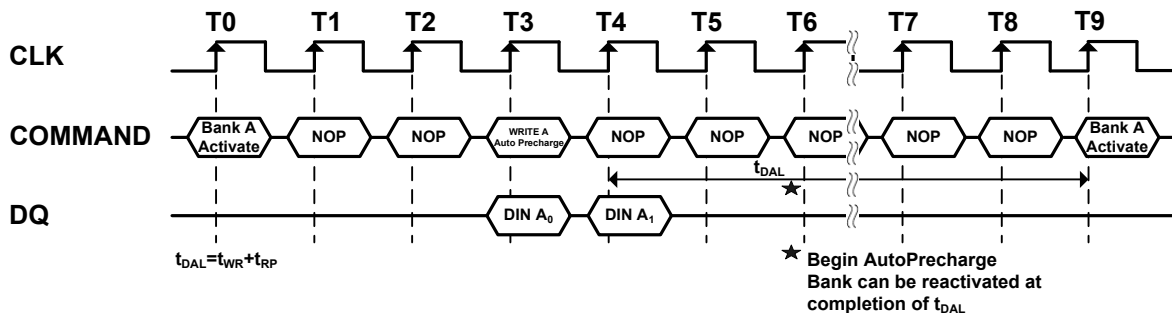 T0 T1 T2 T3 T4 T5 T6 T7 T8 T9
CLK
COMMAND
Bank A
Activate
NOP
NOP
WRITE A
Auto Precharge
NOP
NOP
NOP
NOP
NOP
Bank A
Activate
tDAL
DQ
DIN A0
DIN A1
tDAL=tWR+tRP
★ Begin AutoPrecharge
Bank can be reactivated at
completion of tDAL